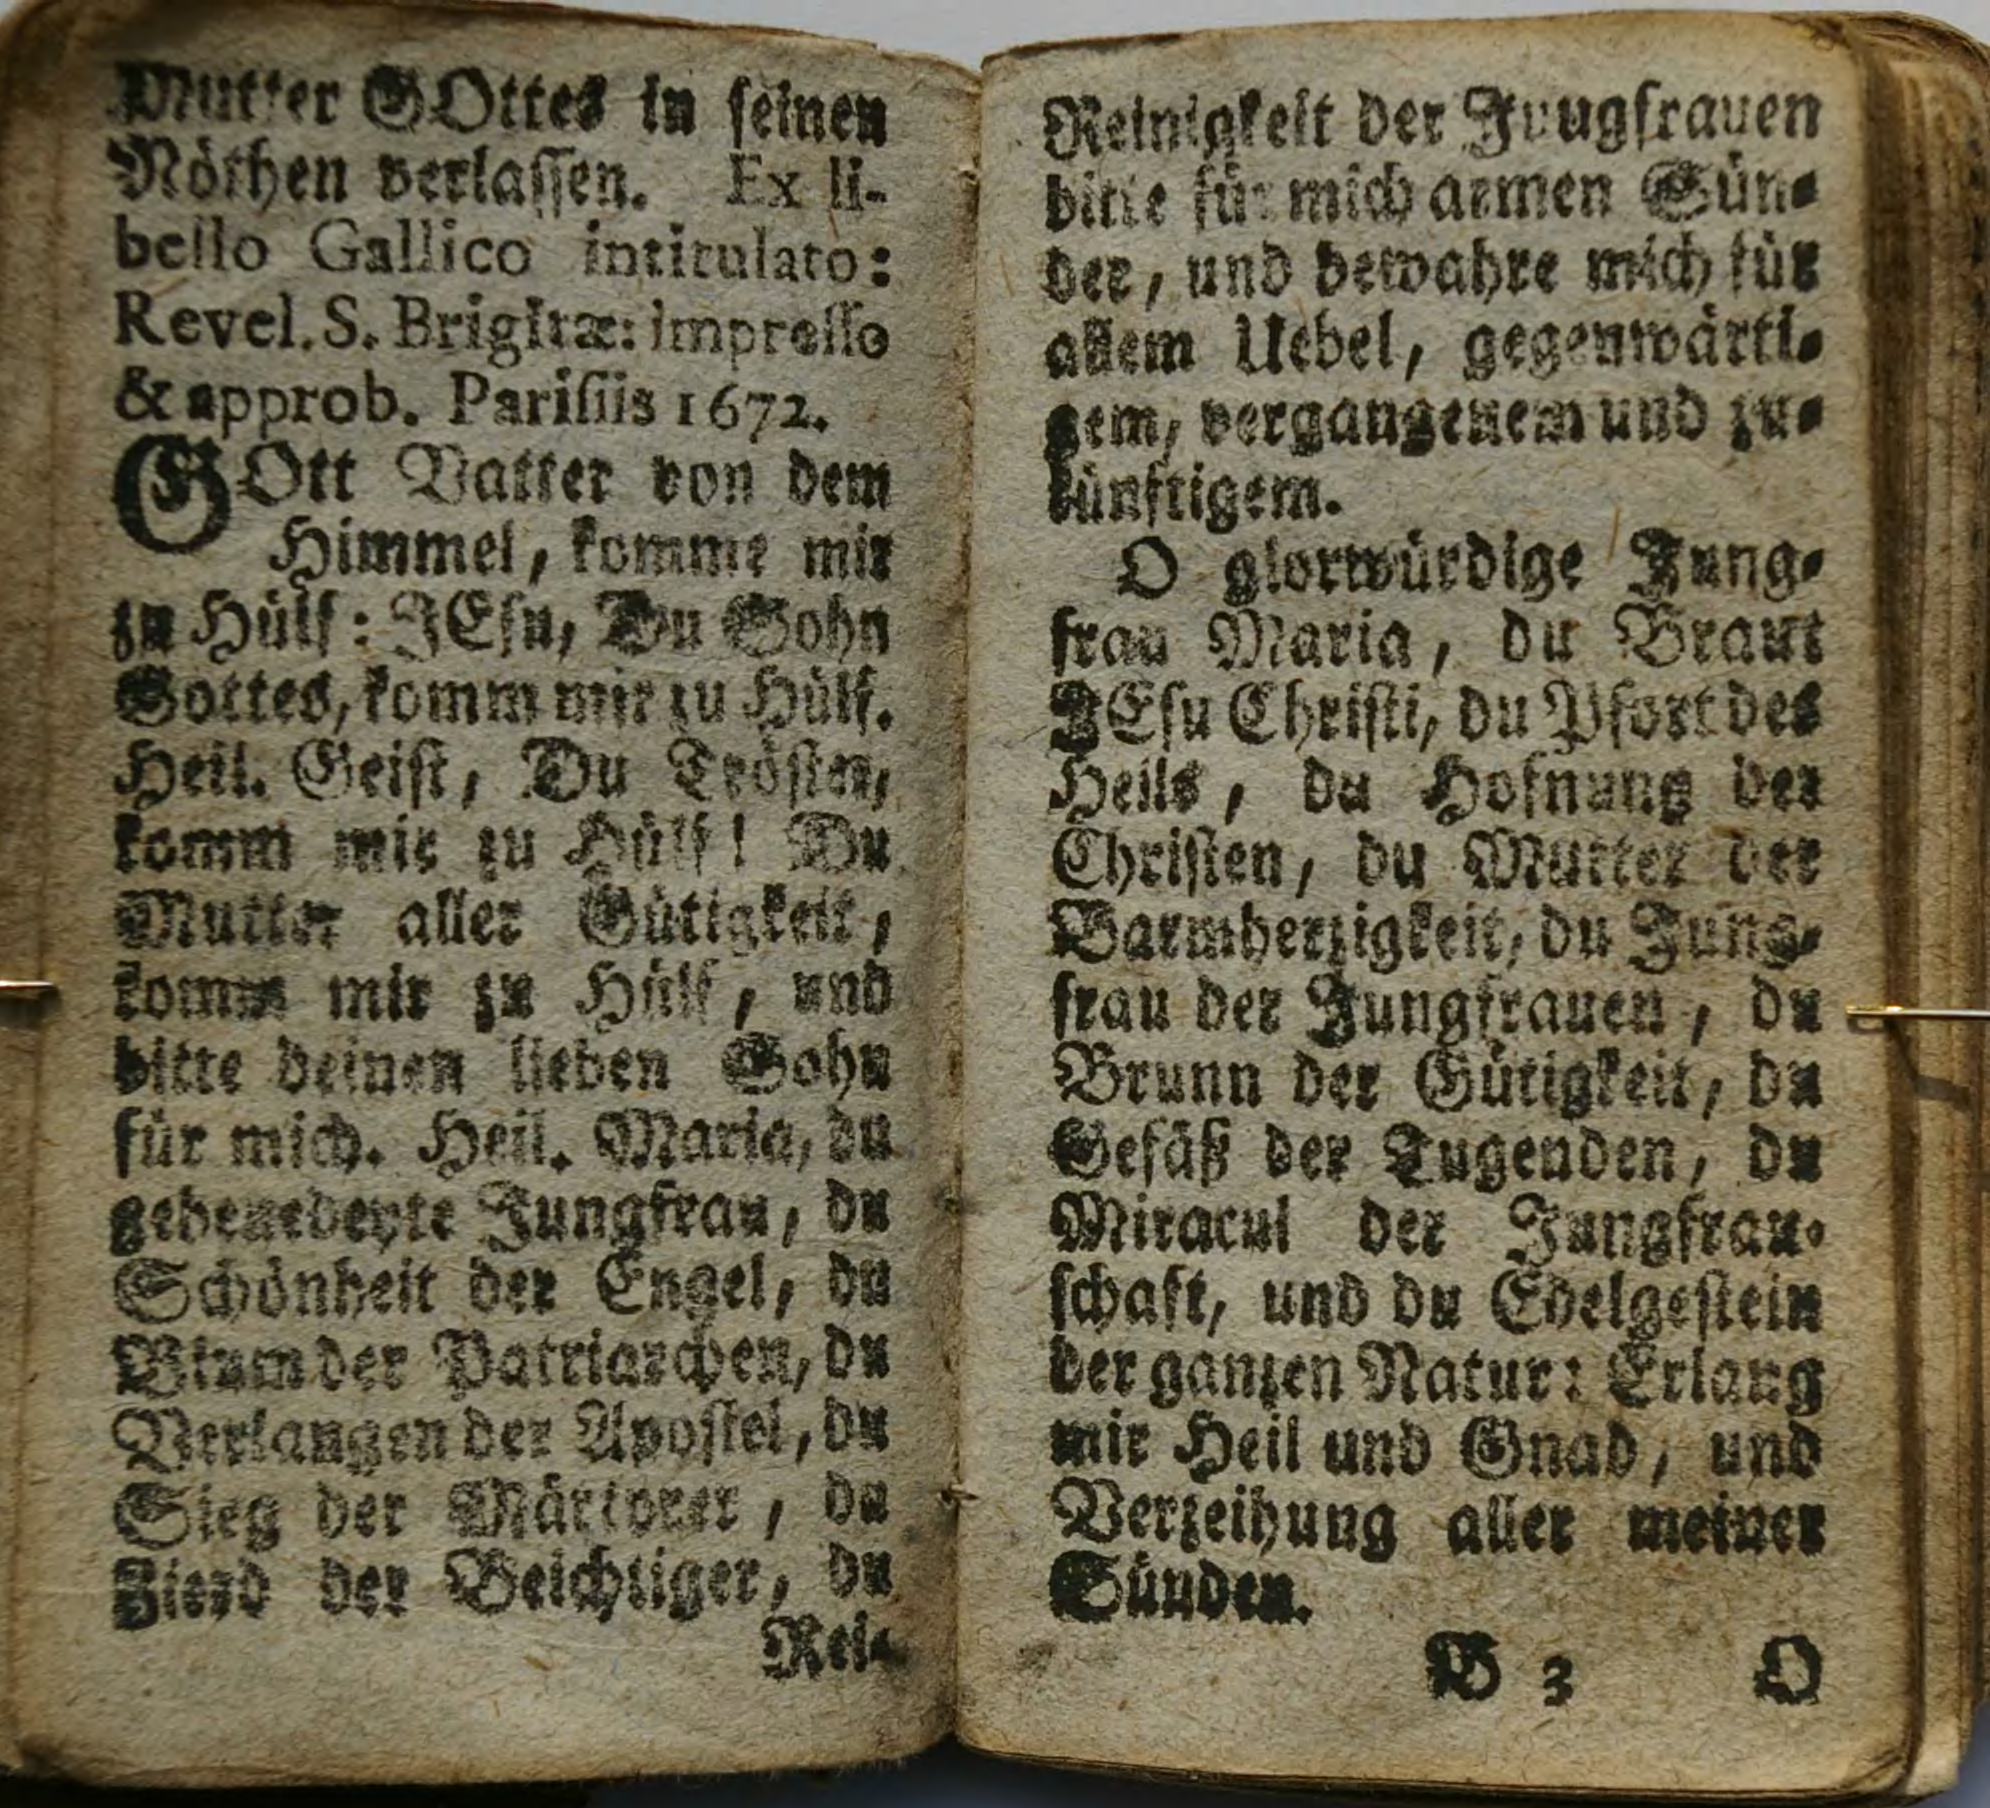 Mutter GOttes in seinen
Nöthen verlassen. Ex li-
bello Gallico intitulato:
Revel. S. Brigitæ: impresso
& approb. Parisiis 1672.
GOtt Vatter von dem
Himmel, komme mir
zu Hülf: JEsu, Du Sohn
Gottes, komm mir zu Hülf.
Heil. Geist, Du Tröster,
komm mir zu Hülf! Du
Mutter aller Gütigkeit,
komm mir zu Hülf, und
bitte deinen lieben Sohn
für mich. Heil. Maria, du
gebenedeyte Jungfrau, du
Schönheit der Engel, du
Blum der Patriarchen, du
Verlangen der Apostel, du
Sieg der Märtyrer, du
Zierd der Beichtiger, du
Rei-
Reinigkeit der Jungfrauen
bitte für mich armen Sün-
der, und bewahre mich für
allem Uebel, gegenwärti-
gem, vergangenem und zu-
künftigem.
O glorwürdige Jung-
frau Maria, du Braut
JEsu Christi, du Pfort des
Heils, du Hofnung der
Christen, du Mutter der
Barmherzigkeit, du Jung-
frau der Jungfrauen, du
Brunn der Gütigkeit, du
Gefäß der Tugenden, du
Miracul der Jungfrau-
schaft, und du Edelgestein
der ganzen Natur: Erlang
mir Heil und Gnad, und
Verzeihung aller meiner
Sünden.
B 3 O